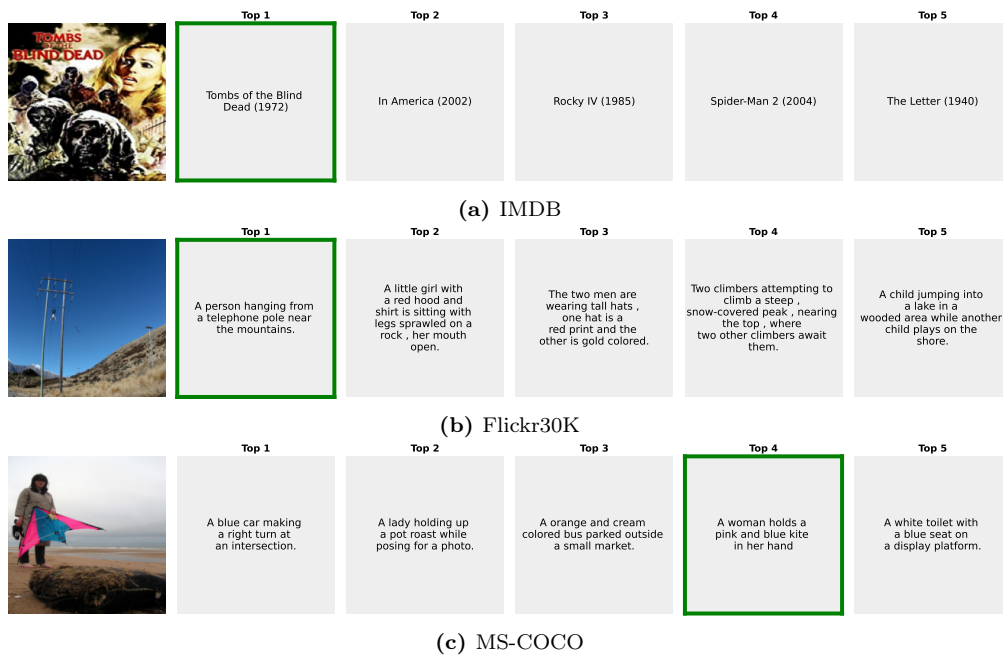 Top 1
Top 2
Top 3
Top 4
Top 5
TOMBS
OF THE
BLIND DEAD
Tombs of the Blind
Dead (1972)
In America (2002)
Rocky IV (1985)
Spider-Man 2 (2004)
The Letter (1940)
(a) IMDB
Top 1
Top 2
Top 3
Top 4
Top 5
A person hanging from
a telephone pole near
the mountains.
A little girl with
a red hood and
shirt is sitting with
legs sprawled on a
rock , her mouth
open.
The two men are
wearing tall hats ,
one hat is a
red print and the
other is gold colored.
Two climbers attempting to
climb a steep ,
snow-covered peak , nearing
the top , where
two other climbers await
them.
A child jumping into
a lake in a
wooded area while another
child plays on the
shore.
(b) Flickr30K
Top 1
Top 2
Top 3
Top 4
Top 5
A blue car making
a right turn at
an intersection.
A lady holding up
a pot roast while
posing for a photo.
A orange and cream
colored bus parked outside
a small market.
A woman holds a
pink and blue kite
in her hand
A white toilet with
a blue seat on
a display platform.
(c) MS-COCO